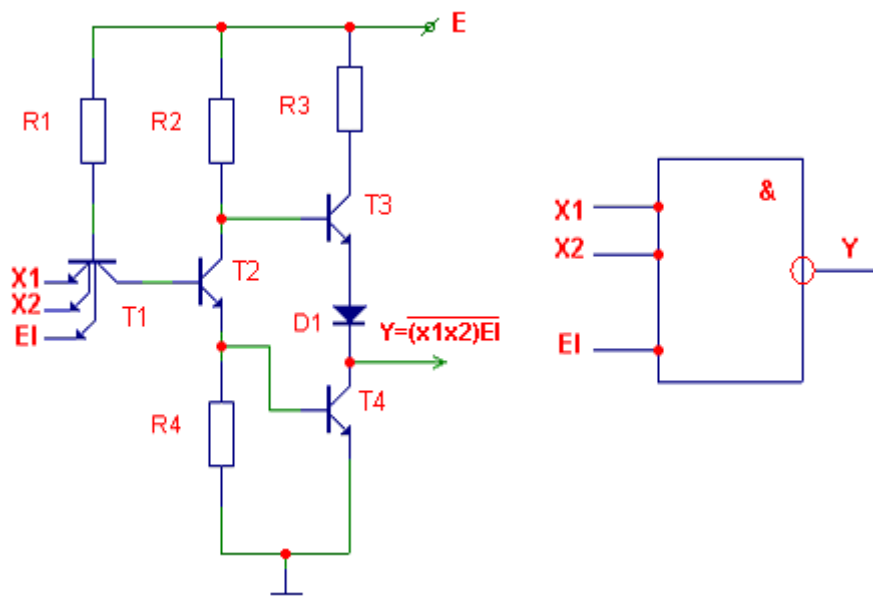 E
R1
R2
R3
T3
X1
X2
EI
T1
T2
D1
Y=(x1x2)EI
R4
T4
&
X1
X2
EI
Y